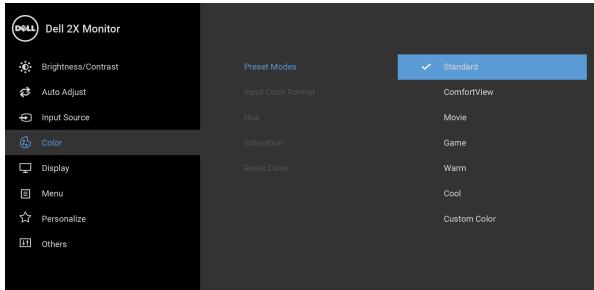 DELL Dell 2X Monitor
Brightness/Contrast
Auto Adjust
Input Source
Color
Display
Menu
Personalize
Others
Preset Modes
Input Color Format
Hue
Saturation
Reset Color
Standard
ComfortView
Movie
Game
Warm
Cool
Custom Color